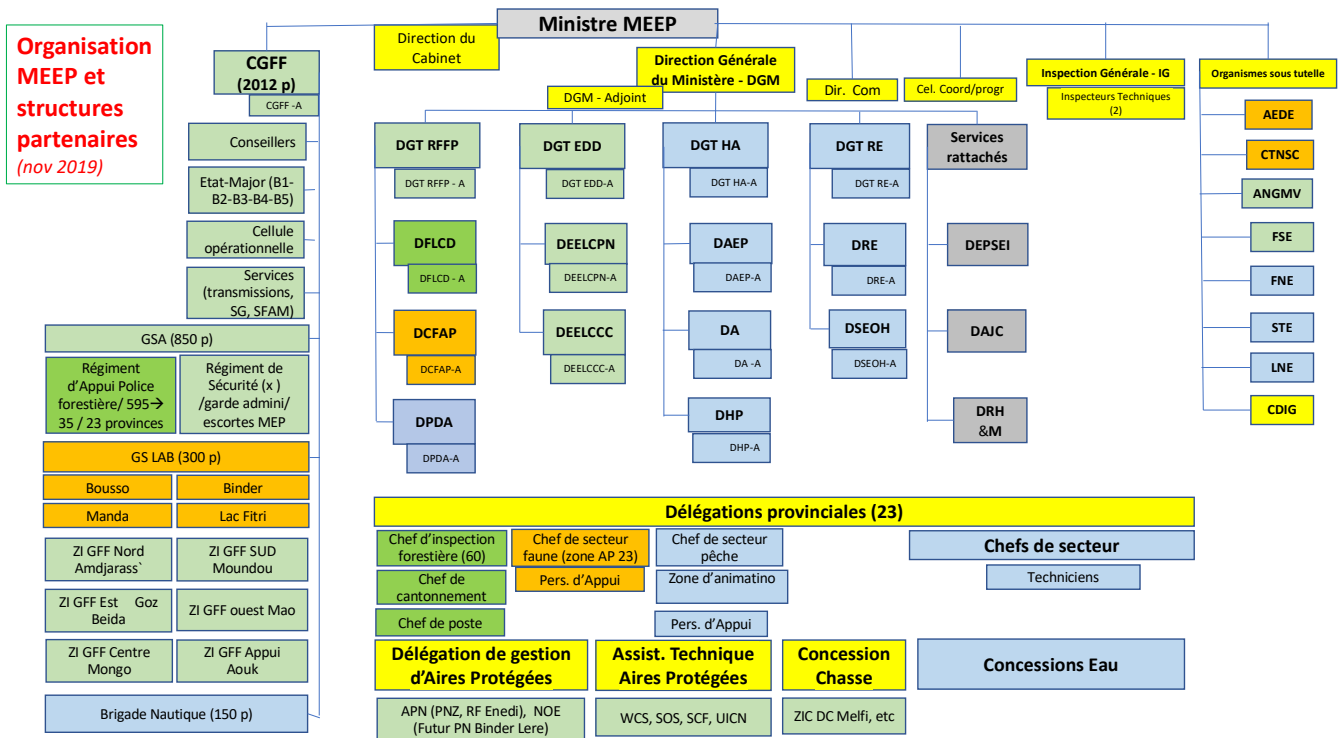 Organisation
MEEP et
structures
partenaires
(nov 2019)
Ministre MEEP
CGFF
(2012 p)
CGFF -A
Conseillers
Etat-Major (B1-
B2-B3-B4-B5)
Cellule
opérationnelle
Services
(transmissions,
SG, SFAM)
GSA (850 p)
Régiment
d'Appui Police
forestière/ 595→
35 / 23 provinces
Régiment de
Sécurité (x )
/garde admini/
escortes MEP
GS LAB (300 p)
Bousso
Binder
Manda
Lac Fitri
ZI GFF Nord
Amdjarass`
ZI GFF SUD
Moundou
ZI GFF Est Goz
Beida
ZI GFF ouest Mao
ZI GFF Centre
Mongo
ZI GFF Appui
Aouk
Brigade Nautique (150 p)
Direction du
Cabinet
Direction Générale
du Ministère - DGM
DGM - Adjoint
Dir. Com
Cel. Coord/progr
Inspection Générale - IG
Inspecteurs Techniques
(2)
Organismes sous tutelle
AEDE
CTNSC
ANGMV
FSE
FNE
STE
LNE
CDIG
DGT RFFP
DGT RFFP - A
DFLCD
DFLCD - A
DCFAP
DCFAP-A
DPDA
DPDA-A
DGT EDD
DGT EDD-A
DEELCPN
DEELCPN-A
DEELCCC
DEELCCC-A
DGT HA
DGT HA-A
DAEP
DAEP-A
DA
DA -A
DHP
DHP-A
DGT RE
DGT RE-A
DRE
DRE-A
DSEOH
DSEOH-A
Services
rattachés
DEPSEI
DAJC
DRH
&M
Délégations provinciales (23)
Chef d'inspection
forestière (60)
Chef de
cantonnement
Chef de poste
Chef de secteur
faune (zone AP 23)
Pers. d'Appui
Chef de secteur
pêche
Zone d'animatino
Pers. d'Appui
Chefs de secteur
Techniciens
Délégation de gestion
d'Aires Protégées
APN (PNZ, RF Enedi), NOE
(Futur PN Binder Lere)
Assist. Technique
Aires Protégées
WCS, SOS, SCF, UICN
Concession
Chasse
ZIC DC Melfi, etc
Concessions Eau